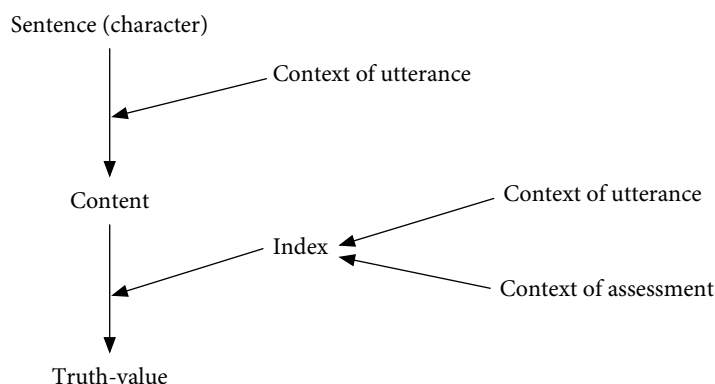 Sentence (character)
Context of utterance
Content
Context of utterance
Index
Context of assessment
Truth-value